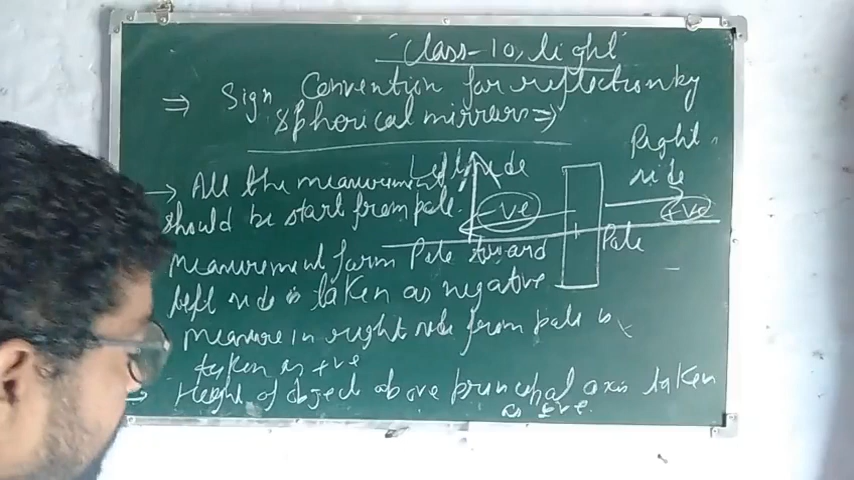 "Class-10, light"
⇒ Sign Convention for reflection by
spherical mirrors ⇒
→ All the measurement
should be start from pole.
Left side
-ve
Right
side
+ve
Pole
measurement form Pole toward
left side is taken as negative
measure in right side from pole is
taken as +ve
→ Height of object above principal axis taken
as +ve.